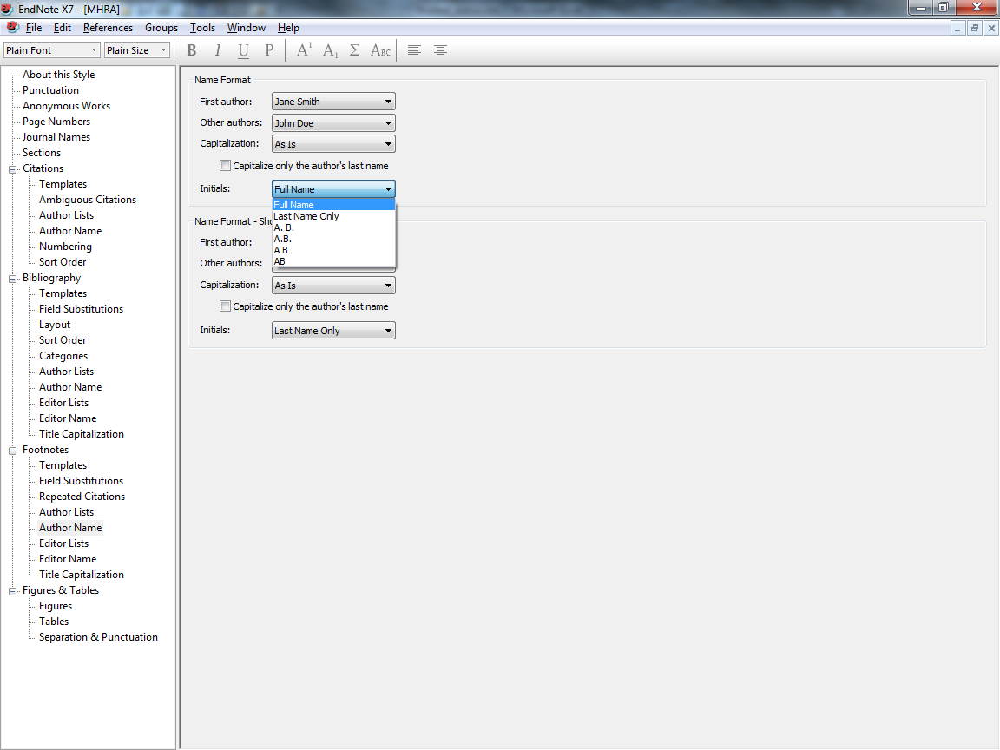 EndNote X7 - [MHRA]
File Edit References Groups Tools Window Help
Plain Font Plain Size B I U P A¹ A₁ Σ ABC
About this Style
Punctuation
Anonymous Works
Page Numbers
Journal Names
Sections
Citations
Templates
Ambiguous Citations
Author Lists
Author Name
Numbering
Sort Order
Bibliography
Templates
Field Substitutions
Layout
Sort Order
Categories
Author Lists
Author Name
Editor Lists
Editor Name
Title Capitalization
Footnotes
Templates
Field Substitutions
Repeated Citations
Author Lists
Author Name
Editor Lists
Editor Name
Title Capitalization
Figures & Tables
Figures
Tables
Separation & Punctuation
Name Format
First author: Jane Smith
Other authors: John Doe
Capitalization: As Is
Capitalize only the author's last name
Initials: Full Name
Full Name
Last Name Only
A. B.
A.B.
A B
AB
Name Format - Sho
First author:
Other authors:
Capitalization: As Is
Capitalize only the author's last name
Initials: Last Name Only